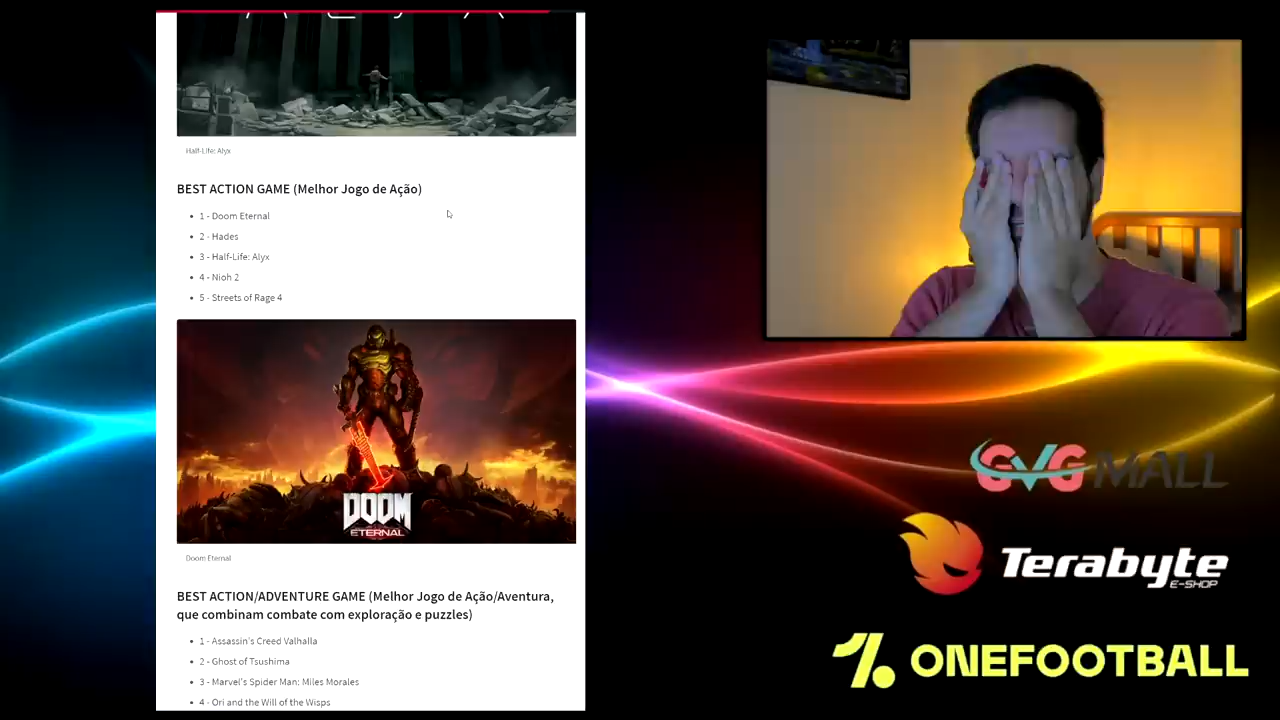 Half-Life: Alyx
BEST ACTION GAME (Melhor Jogo de Ação)
1 - Doom Eternal
2 - Hades
3 - Half-Life: Alyx
4 - Nioh 2
5 - Streets of Rage 4
DOOM
ETERNAL
Doom Eternal
BEST ACTION/ADVENTURE GAME (Melhor Jogo de Ação/Aventura,
que combinam combate com exploração e puzzles)
1 - Assassin's Creed Valhalla
2 - Ghost of Tsushima
3 - Marvel's Spider Man: Miles Morales
4 - Ori and the Will of the Wisps
GVGMALL
Terabyte
E-SHOP
ONEFOOTBALL